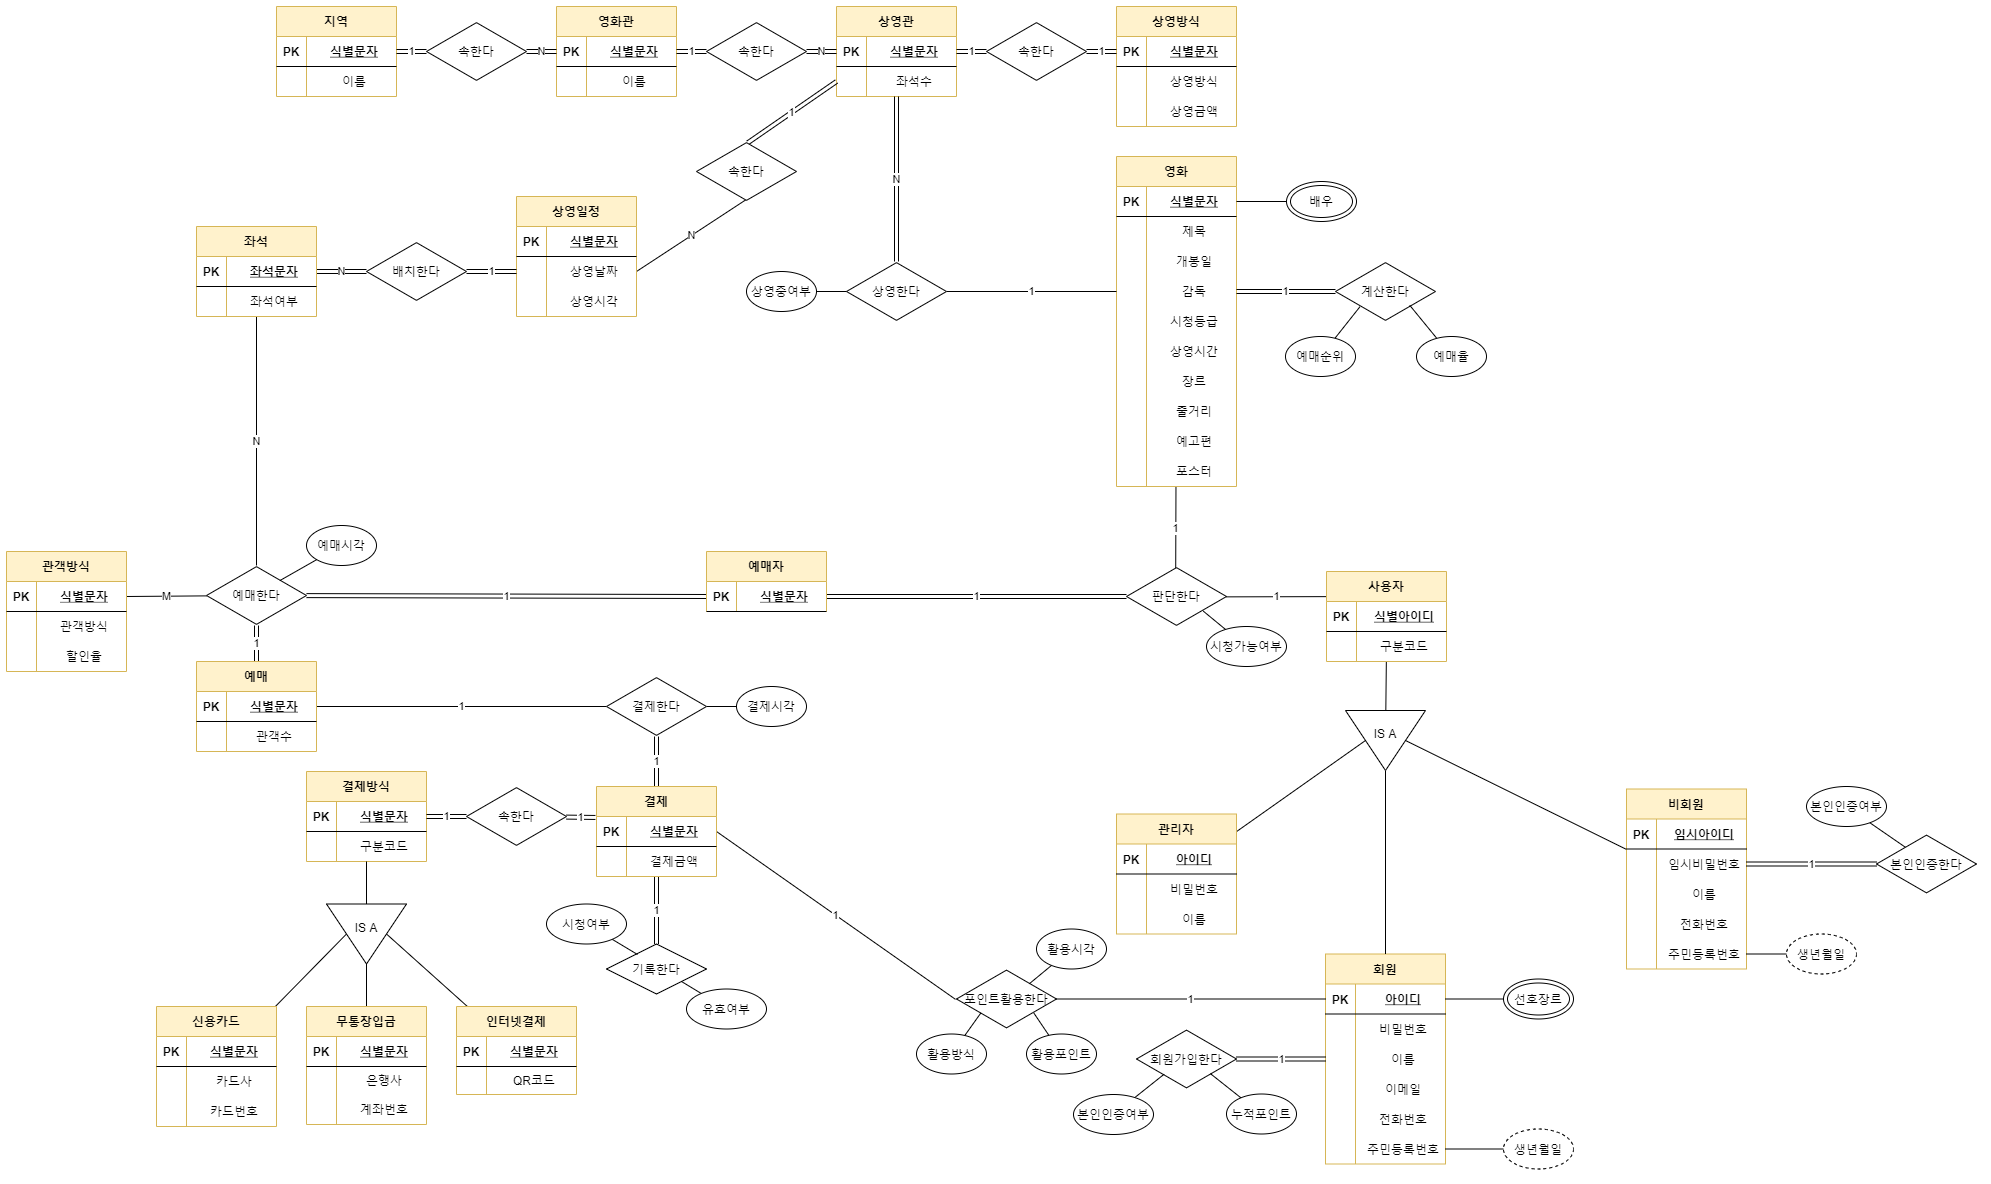 지역
PK 식별문자
이름
1
속한다
N
영화관
PK 식별문자
이름
1
속한다
N
상영관
PK 식별문자
좌석수
1
속한다
1
상영방식
PK 식별문자
상영방식
상영금액
1
속한다
N
상영일정
PK 식별문자
상영날짜
상영시각
1
배치한다
N
좌석
PK 좌석문자
좌석여부
N
N
상영한다
상영중여부
1
영화
PK 식별문자
제목
개봉일
감독
시청등급
상영시간
장르
줄거리
예고편
포스터
배우
1
계산한다
예매순위
예매율
1
관객방식
PK 식별문자
관객방식
할인율
M
예매한다
예매시각
1
예매자
PK 식별문자
1
판단한다
시청가능여부
1
사용자
PK 식별아이디
구분코드
1
예매
PK 식별문자
관객수
1
결제한다
결제시각
1
IS A
결제방식
PK 식별문자
구분코드
1
속한다
1
결제
PK 식별문자
결제금액
1
시청여부
기록한다
유효여부
IS A
신용카드
PK 식별문자
카드사
카드번호
무통장입금
PK 식별문자
은행사
계좌번호
인터넷결제
PK 식별문자
QR코드
1
포인트활용한다
활용시각
활용방식
활용포인트
1
관리자
PK 아이디
비밀번호
이름
비회원
PK 임시아이디
임시비밀번호
이름
전화번호
주민등록번호
본인인증여부
1
본인인증한다
생년월일
회원
PK 아이디
비밀번호
이름
이메일
전화번호
주민등록번호
선호장르
1
회원가입한다
본인인증여부
누적포인트
생년월일